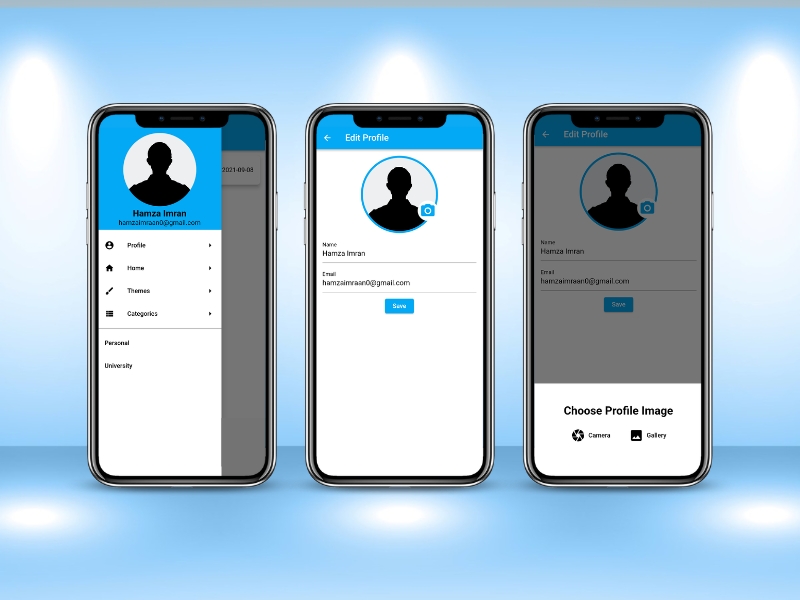 2021-09-08
Hamza Imran
hamzaimraan0@gmail.com
Profile
Home
Themes
Categories
Personal
University
Edit Profile
Name
Hamza Imran
Email
hamzaimraan0@gmail.com
Save
Edit Profile
Name
Hamza Imran
Email
hamzaimraan0@gmail.com
Save
Choose Profile Image
Camera
Gallery